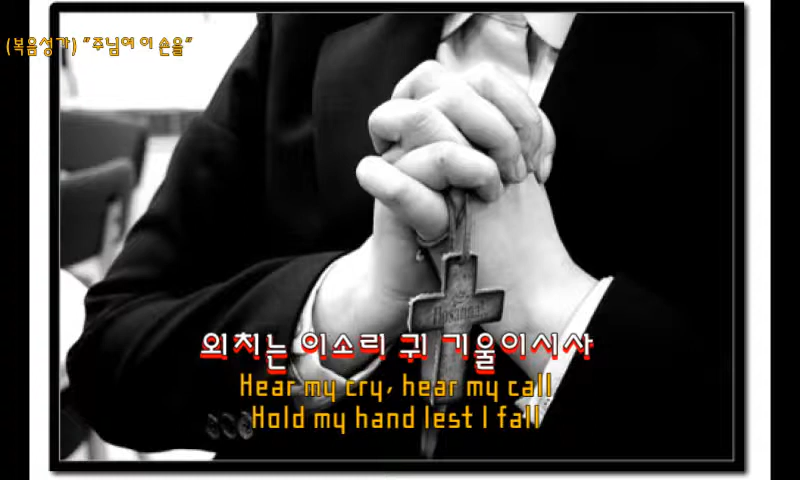 (복음성가) "주님여 이 손을"
Hosanna
외치는 이소리 귀 기울이시사
Hear my cry, hear my call
Hold my hand lest I fall